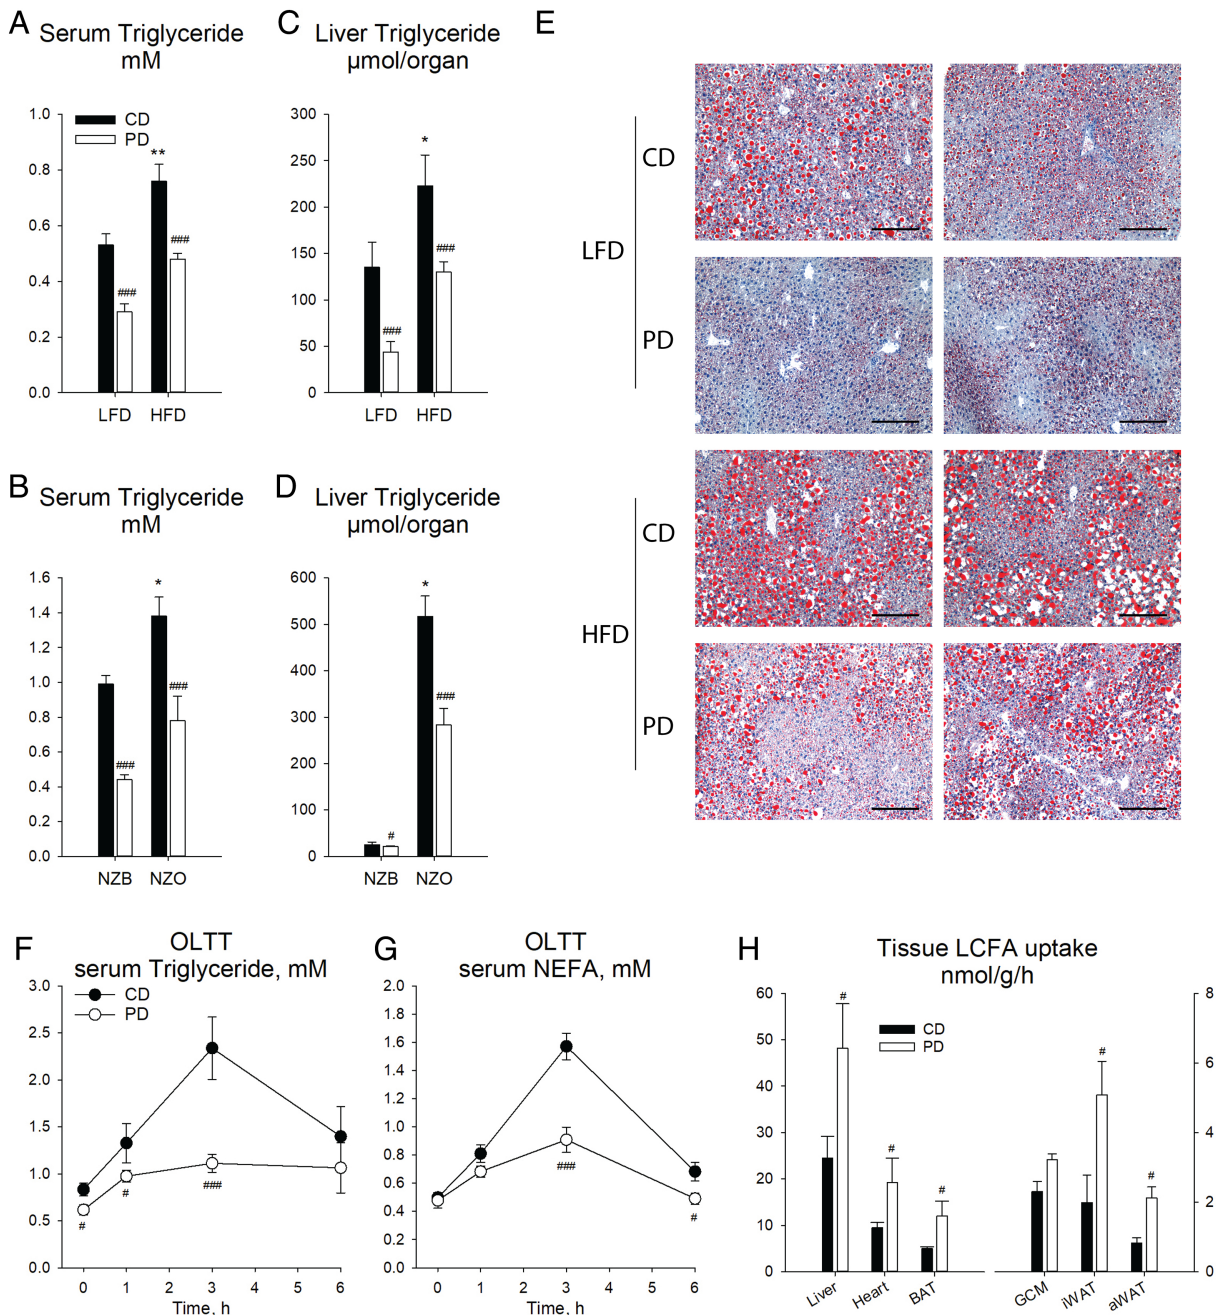 A
Serum Triglyceride
mM
1.0
0.8
0.6
0.4
0.2
0.0
CD
PD
**
###
###
LFD
HFD
C
Liver Triglyceride
µmol/organ
300
250
200
150
100
50
0
*
###
###
LFD
HFD
E
LFD
CD
PD
HFD
CD
PD
B
Serum Triglyceride
mM
1.6
1.4
1.2
1.0
0.8
0.6
0.4
0.2
0.0
*
###
###
NZB
NZO
D
Liver Triglyceride
µmol/organ
600
500
400
300
200
100
0
*
###
#
NZB
NZO
F
OLTT
serum Triglyceride, mM
3.0
2.5
2.0
1.5
1.0
0.5
0.0
CD
PD
#
#
###
0 1 2 3 4 5 6
Time, h
G
OLTT
serum NEFA, mM
2.0
1.8
1.6
1.4
1.2
1.0
0.8
0.6
0.4
0.2
0.0
###
#
0 1 2 3 4 5 6
Time, h
H
Tissue LCFA uptake
nmol/g/h
60
50
40
30
20
10
0
CD
PD
#
#
#
#
#
8
6
4
2
0
Liver
Heart
BAT
GCM
iWAT
aWAT